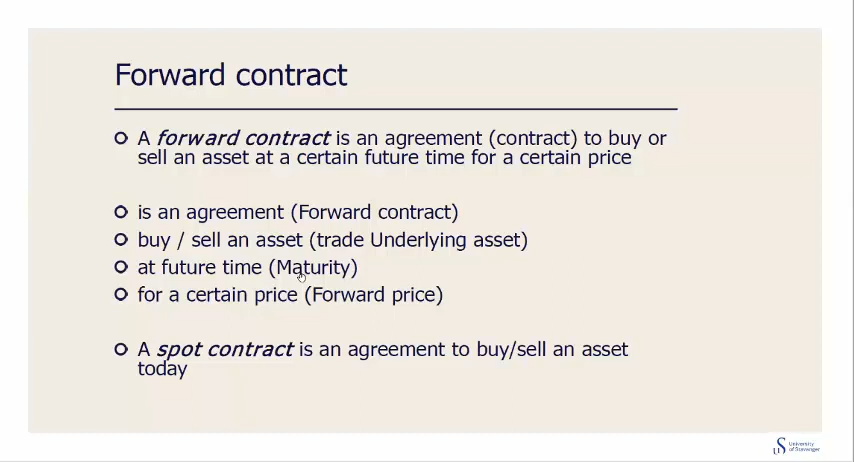 Forward contract
A forward contract is an agreement (contract) to buy or
sell an asset at a certain future time for a certain price
is an agreement (Forward contract)
buy / sell an asset (trade Underlying asset)
at future time (Maturity)
for a certain price (Forward price)
A spot contract is an agreement to buy/sell an asset
today
University
of Stavanger